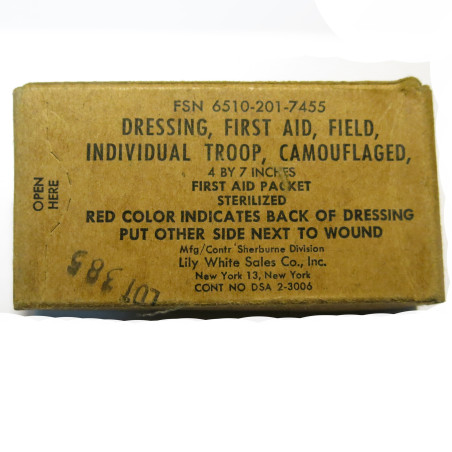 FSN 6510-201-7455
DRESSING, FIRST AID, FIELD,
INDIVIDUAL TROOP, CAMOUFLAGED,
4 BY 7 INCHES
FIRST AID PACKET
STERILIZED
RED COLOR INDICATES BACK OF DRESSING
PUT OTHER SIDE NEXT TO WOUND
Mfg/Contr Sherburne Division
Lily White Sales Co., Inc.
New York 13, New York
CONT NO DSA 2-3006
OPEN
HERE
LOT 385